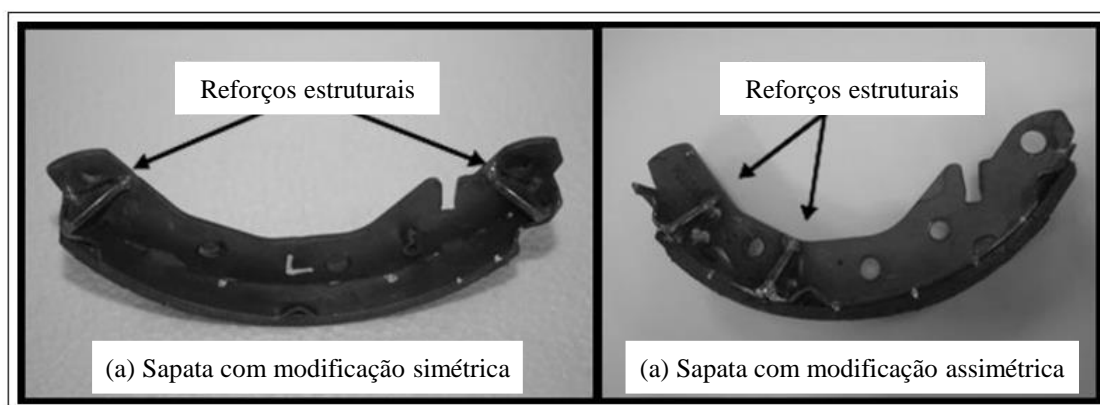 Reforços estruturais
Reforços estruturais
L
(a) Sapata com modificação simétrica
(a) Sapata com modificação assimétrica